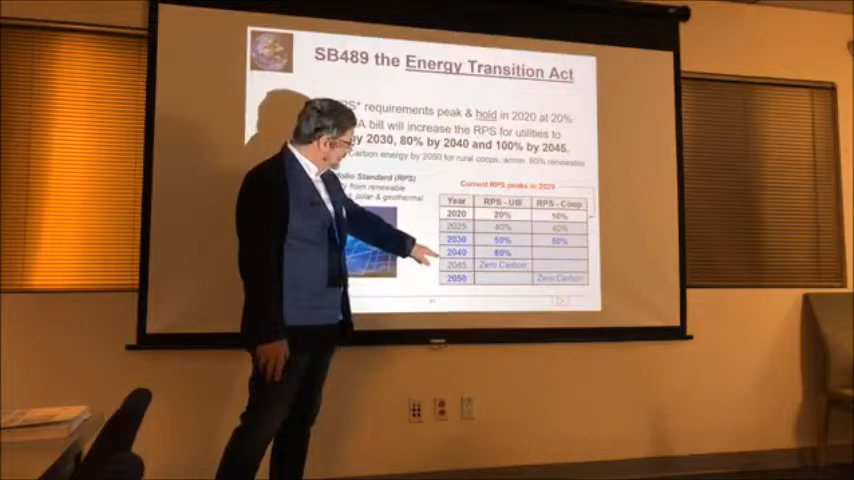 SB489 the Energy Transition Act
RPS* requirements peak & hold in 2020 at 20%
A bill will increase the RPS for utilities to
by 2030, 80% by 2040 and 100% by 2045.
Carbon energy by 2050 for rural coops, 80% renewable
folio Standard (RPS)
from renewable
solar & geothermal
Current RPS peaks in 2020
Year RPS - USI RPS - Coop
2020 20% 10%
2025 40% 40%
2030 50% 50%
2040 80%
2045 Zero Carbon
2050 Zero Carbon